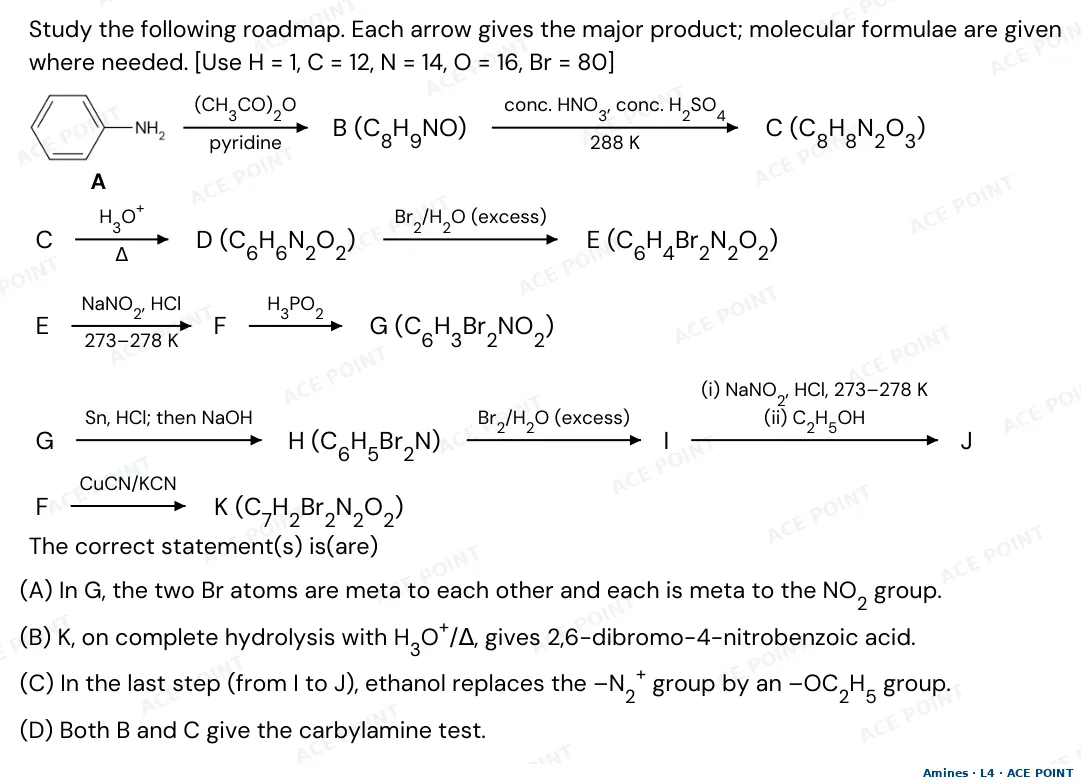 Study the following roadmap. Each arrow gives the major product; molecular formulae are given
where needed. [Use H = 1, C = 12, N = 14, O = 16, Br = 80]
NH₂ (CH₃CO)₂O pyridine B (C₈H₉NO) conc. HNO₃, conc. H₂SO₄ 288 K C (C₈H₈N₂O₃)
A
C H₃O⁺ Δ D (C₆H₆N₂O₂) Br₂/H₂O (excess) E (C₆H₄Br₂N₂O₂)
E NaNO₂, HCl 273–278 K F H₃PO₂ G (C₆H₃Br₂NO₂)
G Sn, HCl; then NaOH H (C₆H₅Br₂N) Br₂/H₂O (excess) I (i) NaNO₂, HCl, 273–278 K (ii) C₂H₅OH J
F CuCN/KCN K (C₇H₂Br₂N₂O₂)
The correct statement(s) is(are)
(A) In G, the two Br atoms are meta to each other and each is meta to the NO₂ group.
(B) K, on complete hydrolysis with H₃O⁺/Δ, gives 2,6-dibromo-4-nitrobenzoic acid.
(C) In the last step (from I to J), ethanol replaces the –N₂⁺ group by an –OC₂H₅ group.
(D) Both B and C give the carbylamine test.
Amines · L4 · ACE POINT